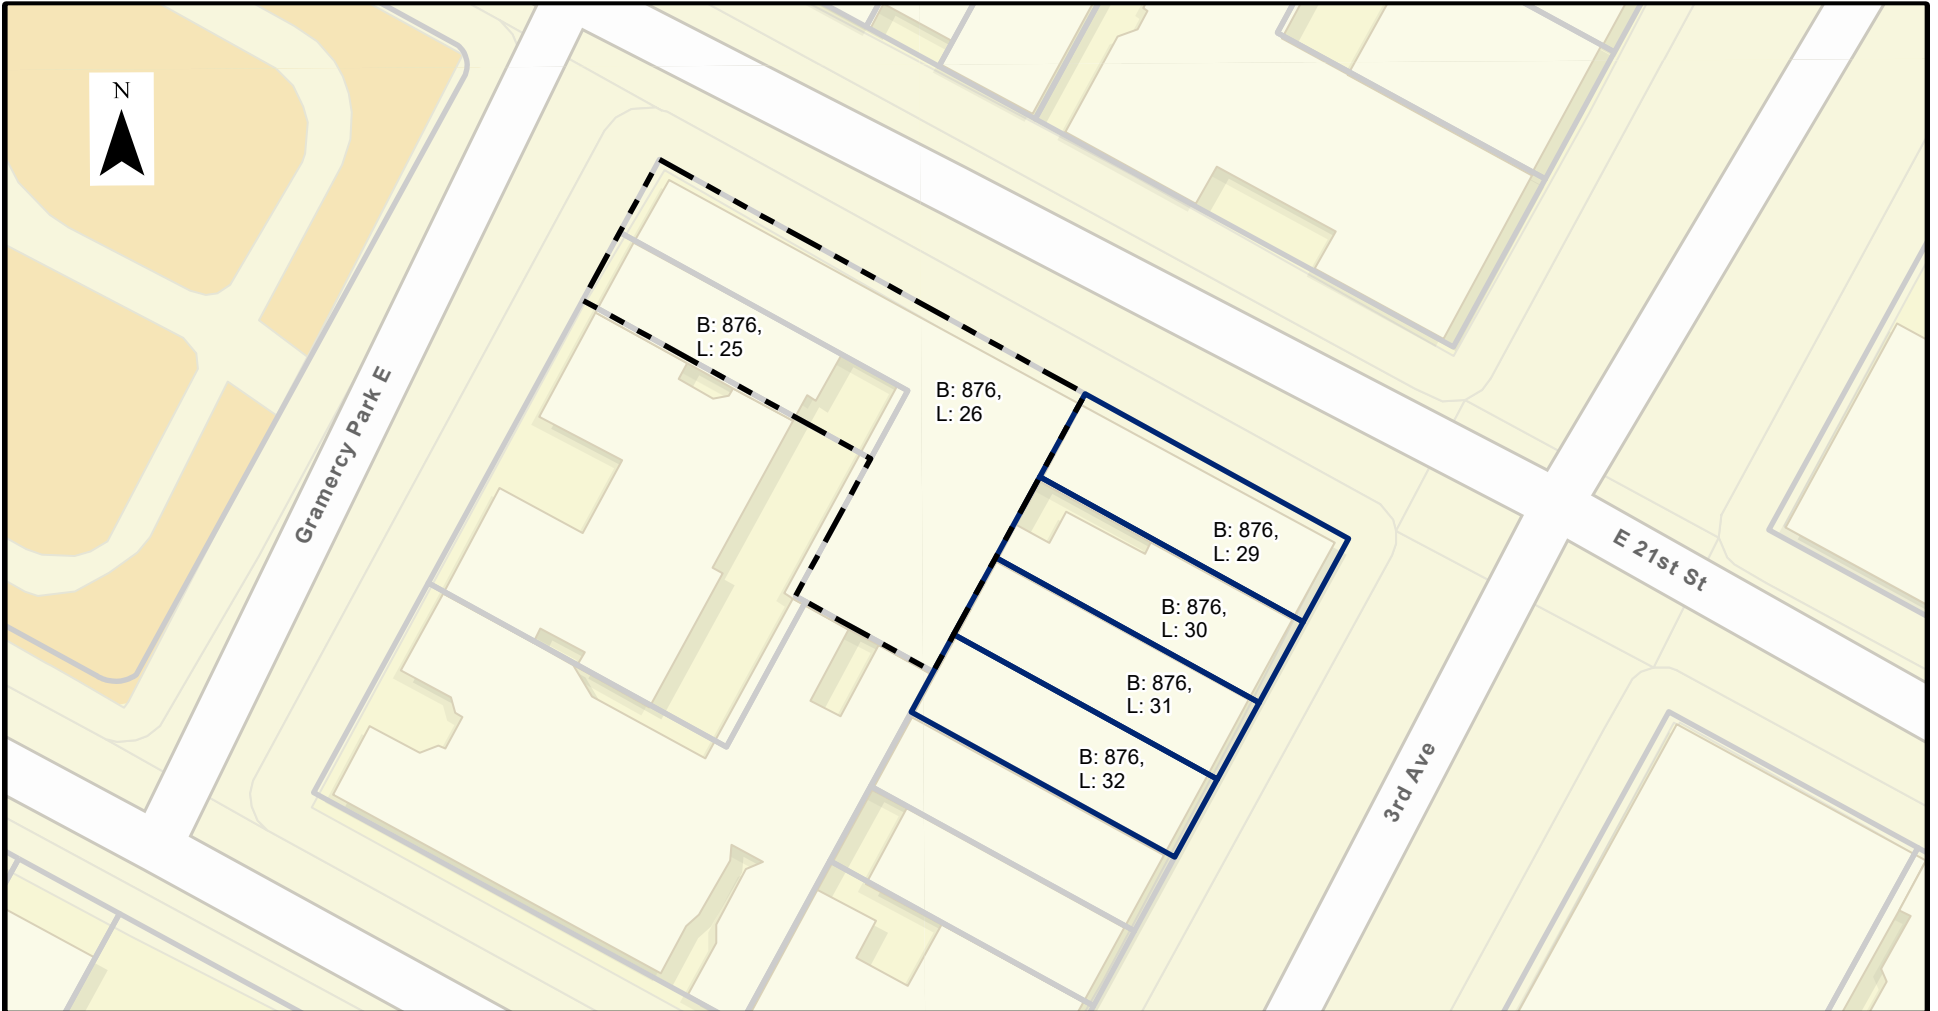 N
B: 876,
L: 25
B: 876,
L: 26
Gramercy Park E
B: 876,
L: 29
E 21st St
B: 876,
L: 30
B: 876,
L: 31
B: 876,
L: 32
3rd Ave